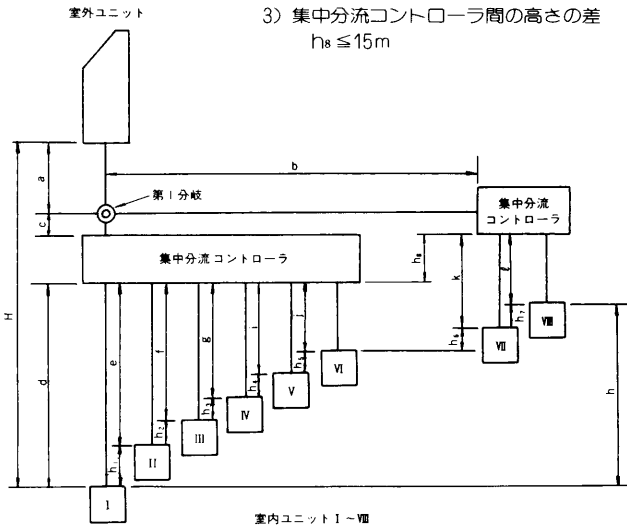 室外ユニット
3) 集中分流コントローラ間の高さの差
h₈ ≦15m
a
b
第1分岐
集中分流
コントローラ
c
集中分流コントローラ
h₈
k
ℓ
H
d
e
f
g
i
j
h₇
h₆
VII
VIII
h₅
VI
h₄
V
h₃
IV
h
h₂
III
h₁
II
I
室内ユニット I～VIII